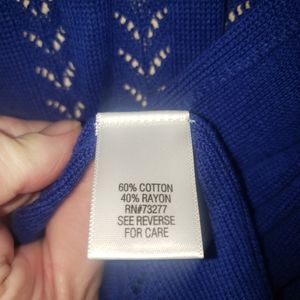 60% COTTON
40% RAYON
RN#73277
SEE REVERSE
FOR CARE